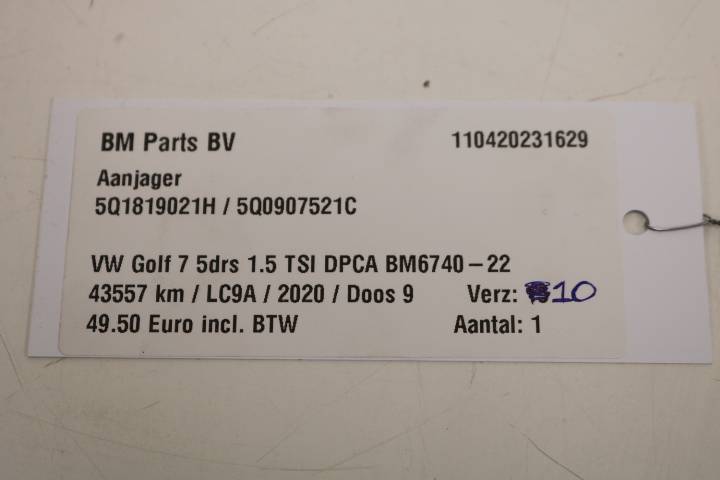 BM Parts BV 110420231629
Aanjager
5Q1819021H / 5Q0907521C
VW Golf 7 5drs 1.5 TSI DPCA BM6740-22
43557 km / LC9A / 2020 / Doos 9 Verz: 10
49.50 Euro incl. BTW Aantal: 1